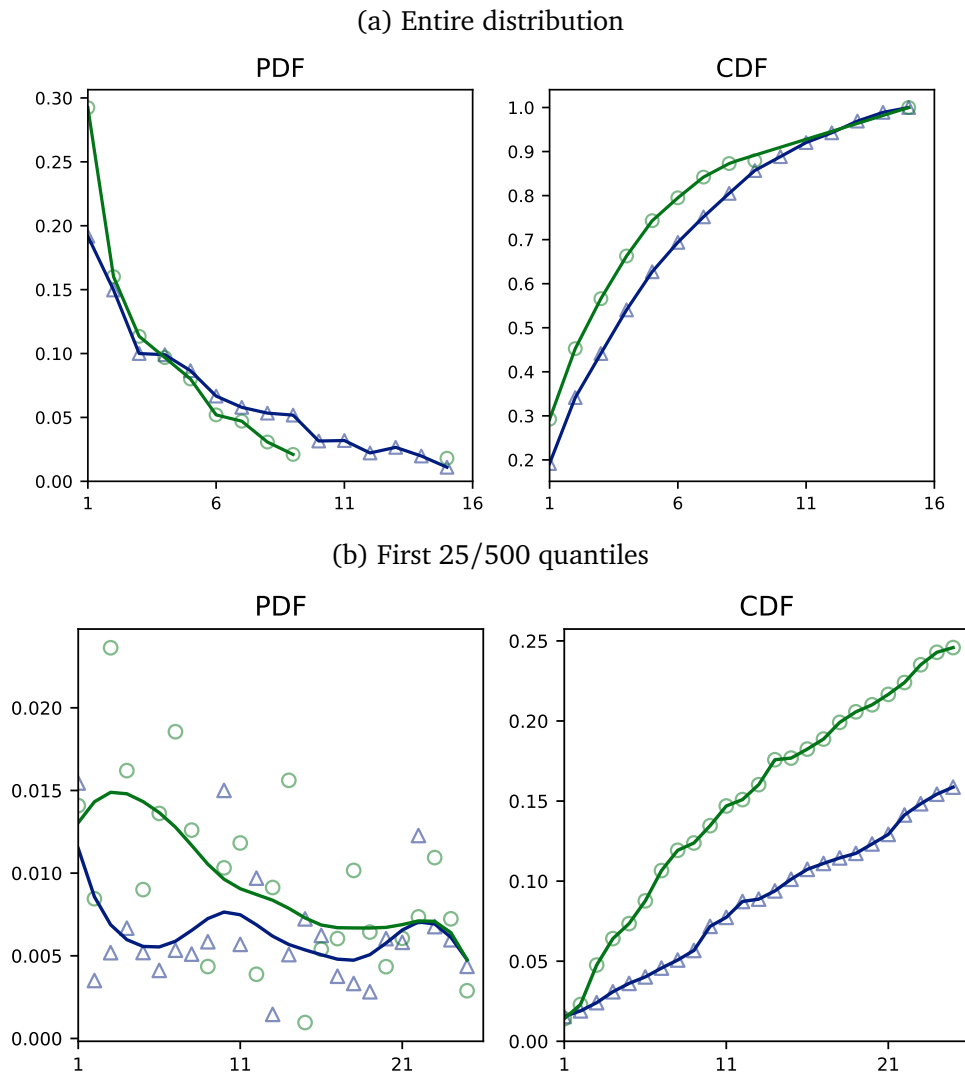 (a) Entire distribution
PDF CDF
0.30 1.0
0.25 0.9
0.20 0.8
0.15 0.7
0.10 0.6
0.05 0.5
0.00 0.4
0.3
0.2
1 6 11 16 1 6 11 16
(b) First 25/500 quantiles
PDF CDF
0.020 0.25
0.015 0.20
0.010 0.15
0.005 0.10
0.000 0.05
0.00
1 11 21 1 11 21